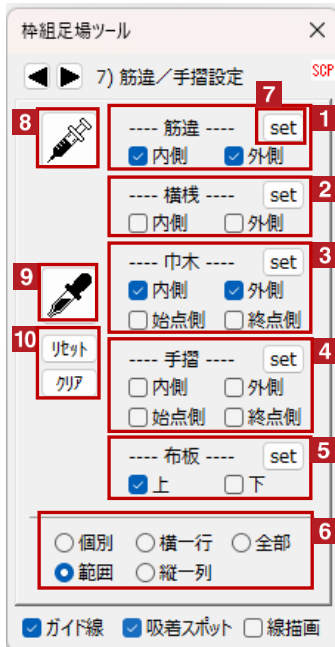 枠組足場ツール ×
◀ ▶ 7) 筋違／手摺設定 SCP
7
8 ---- 筋違 ---- set 1
内側 外側
---- 横桟 ---- set 2
内側 外側
---- 巾木 ---- set 3
9 内側 外側
始点側 終点側
10 リセット ---- 手摺 ---- set 4
クリア 内側 外側
始点側 終点側
---- 布板 ---- set 5
上 下
6
個別 横一行 全部
範囲 縦一列
ガイド線 吸着スポット 線描画